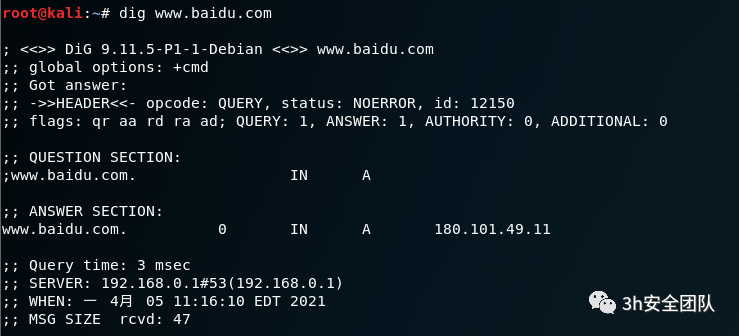 root@kali:~# dig www.baidu.com
; <<>> DiG 9.11.5-P1-1-Debian <<>> www.baidu.com
;; global options: +cmd
;; Got answer:
;; ->>HEADER<<- opcode: QUERY, status: NOERROR, id: 12150
;; flags: qr aa rd ra ad; QUERY: 1, ANSWER: 1, AUTHORITY: 0, ADDITIONAL: 0
;; QUESTION SECTION:
;www.baidu.com. IN A
;; ANSWER SECTION:
www.baidu.com. 0 IN A 180.101.49.11
;; Query time: 3 msec
;; SERVER: 192.168.0.1#53(192.168.0.1)
;; WHEN: 一 4月 05 11:16:10 EDT 2021
;; MSG SIZE rcvd: 47
3h安全团队